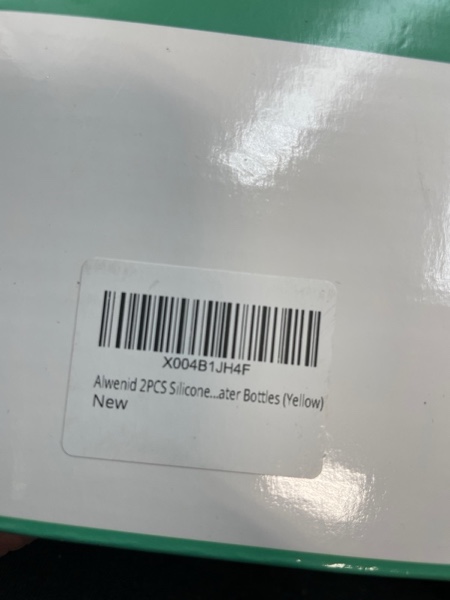 X004B1JH4F
Alwenid 2PCS Silicone...ater Bottles (Yellow)
New